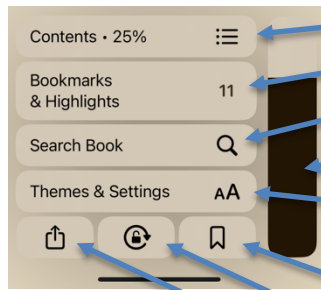 Contents • 25%
Bookmarks
& Highlights
11
Search Book
Themes & Settings
AA